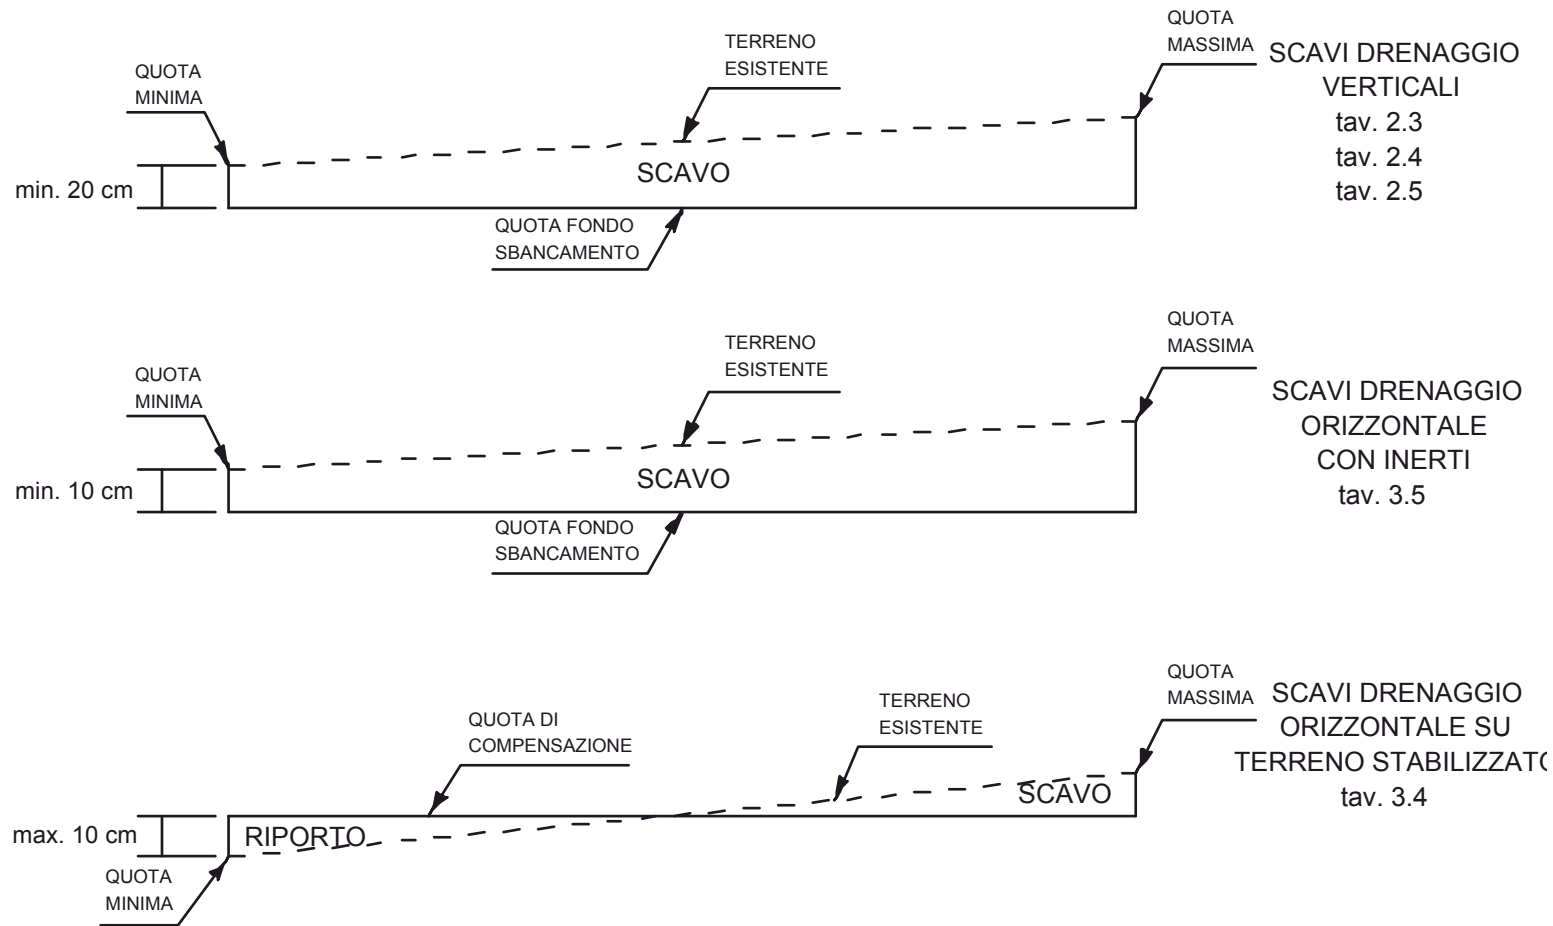 QUOTA
MINIMA
TERRENO
ESISTENTE
QUOTA
MASSIMA
SCAVI DRENAGGIO
VERTICALI
tav. 2.3
tav. 2.4
tav. 2.5
min. 20 cm
SCAVO
QUOTA FONDO
SBANCAMENTO
QUOTA
MINIMA
TERRENO
ESISTENTE
QUOTA
MASSIMA
SCAVI DRENAGGIO
ORIZZONTALE
CON INERTI
tav. 3.5
min. 10 cm
SCAVO
QUOTA FONDO
SBANCAMENTO
QUOTA DI
COMPENSAZIONE
TERRENO
ESISTENTE
QUOTA
MASSIMA
SCAVI DRENAGGIO
ORIZZONTALE SU
TERRENO STABILIZZATO
tav. 3.4
SCAVO
max. 10 cm
RIPORTO
QUOTA
MINIMA